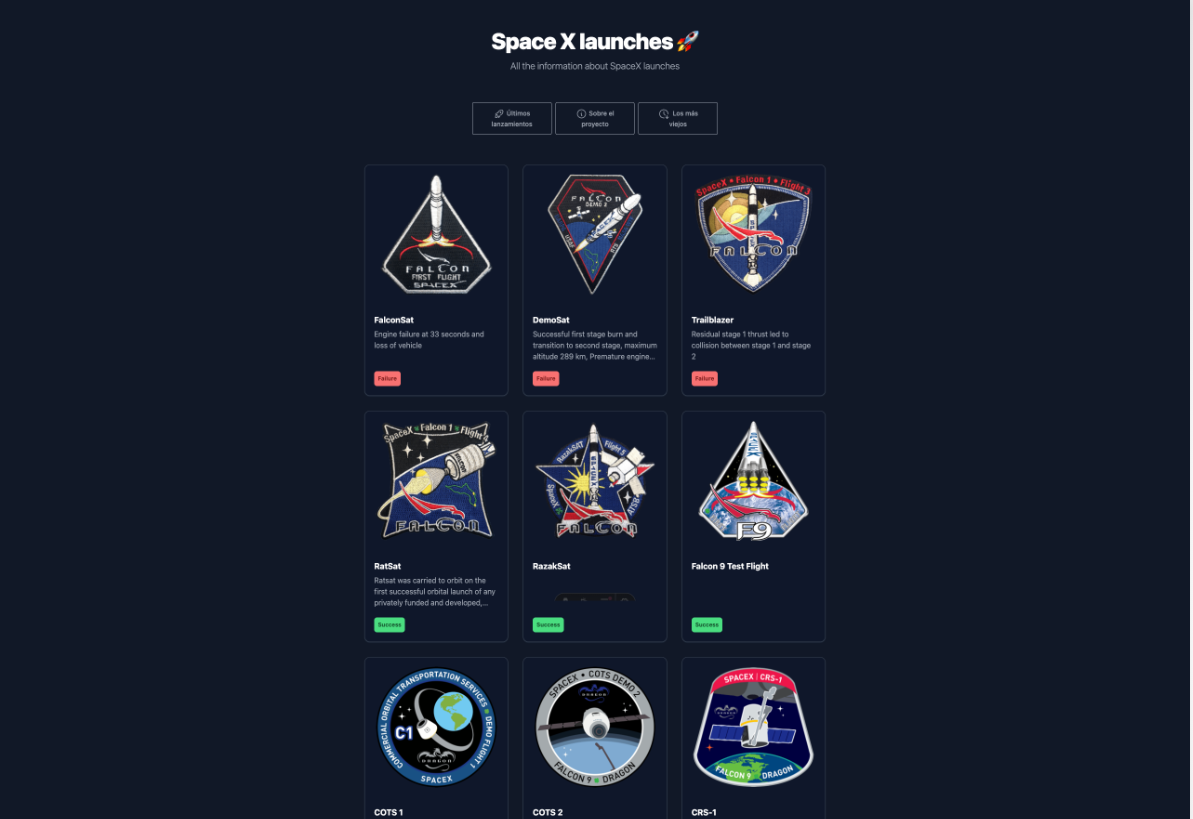 Space X launches
All the information about SpaceX launches
Últimos
lanzamientos
Sobre el
proyecto
Los más
viejos
FALCON
FIRST FLIGHT
SPACEX
FalconSat
Engine failure at 33 seconds and
loss of vehicle
Failure
FALCON
DEMO 2
DemoSat
Successful first stage burn and
transition to second stage, maximum
altitude 289 km, Premature engine...
Failure
SpaceX • Falcon 1 • Flight 3
FALCON
Trailblazer
Residual stage 1 thrust led to
collision between stage 1 and stage
2
Failure
SpaceX Falcon 1 Flight 4
FALCON
RatSat
Ratsat was carried to orbit on the
first successful orbital launch of any
privately funded and developed,...
Success
RazakSAT Flight 5
SpaceX
ATSB
FALCON
RazakSat
Success
F9
Falcon 9 Test Flight
Success
COMMERCIAL ORBITAL TRANSPORTATION SERVICES DEMO FLIGHT 1
C1
DRAGON
SPACEX
COTS 1
SPACEX • COTS DEMO 2
DRAGON
FALCON 9 DRAGON
COTS 2
SPACEX | CRS-1
DRAGON
FALCON 9 DRAGON
CRS-1